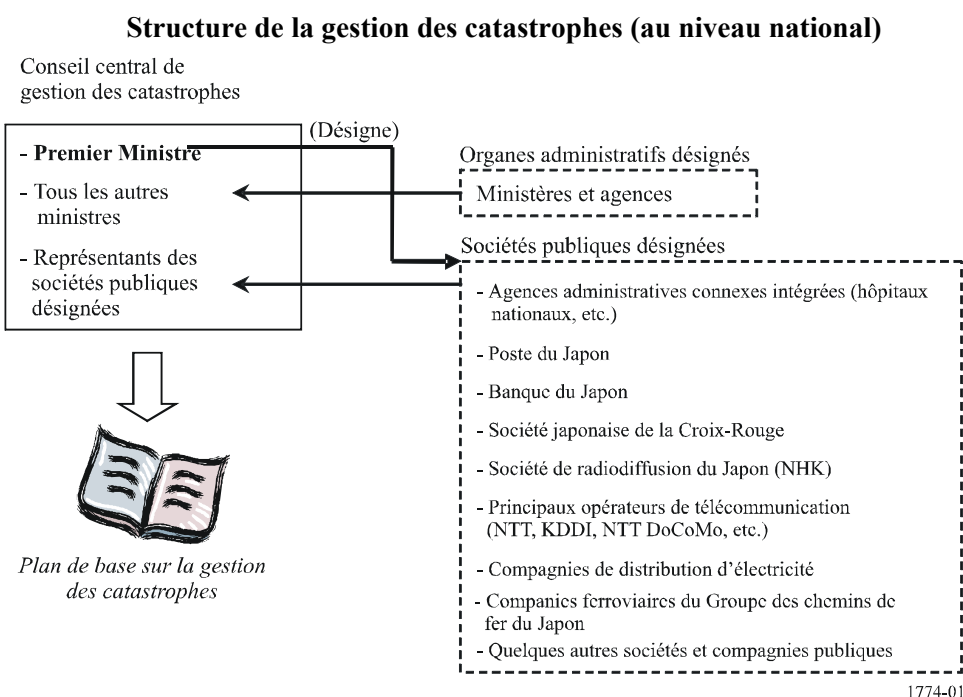 Structure de la gestion des catastrophes (au niveau national)
Conseil central de
gestion des catastrophes
(Désigne)
- Premier Ministre
- Tous les autres
ministres
- Représentants des
sociétés publiques
désignées
Plan de base sur la gestion
des catastrophes
Organes administratifs désignés
Ministères et agences
Sociétés publiques désignées
- Agences administratives connexes intégrées (hôpitaux
nationaux, etc.)
- Poste du Japon
- Banque du Japon
- Société japonaise de la Croix-Rouge
- Société de radiodiffusion du Japon (NHK)
- Principaux opérateurs de télécommunication
(NTT, KDDI, NTT DoCoMo, etc.)
- Compagnies de distribution d'électricité
- Companies ferroviaires du Groupe des chemins de
fer du Japon
- Quelques autres sociétés et compagnies publiques
1774-01